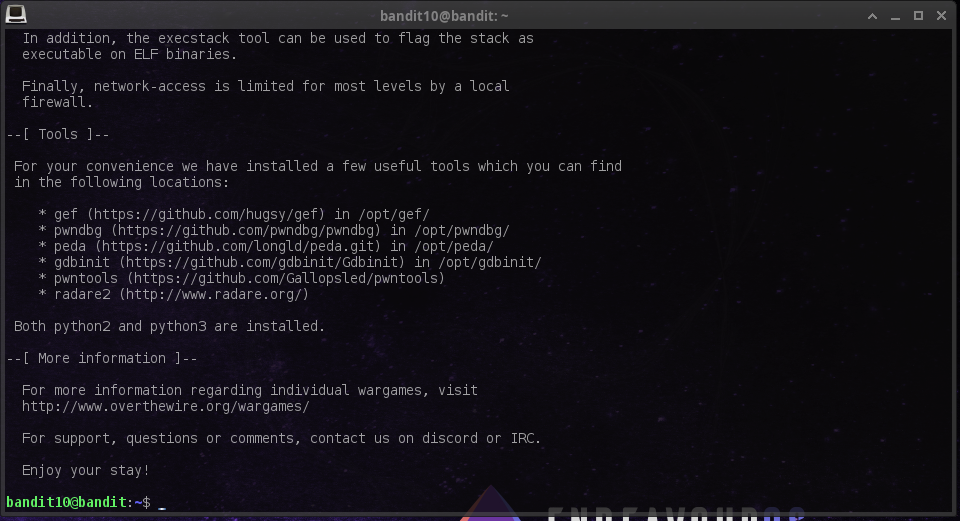 bandit10@bandit: ~
In addition, the execstack tool can be used to flag the stack as
executable on ELF binaries.
Finally, network-access is limited for most levels by a local
firewall.
--[ Tools ]--
For your convenience we have installed a few useful tools which you can find
in the following locations:
* gef (https://github.com/hugsy/gef) in /opt/gef/
* pwndbg (https://github.com/pwndbg/pwndbg) in /opt/pwndbg/
* peda (https://github.com/longld/peda.git) in /opt/peda/
* gdbinit (https://github.com/gdbinit/Gdbinit) in /opt/gdbinit/
* pwntools (https://github.com/Gallopsled/pwntools)
* radare2 (http://www.radare.org/)
Both python2 and python3 are installed.
--[ More information ]--
For more information regarding individual wargames, visit
http://www.overthewire.org/wargames/
For support, questions or comments, contact us on discord or IRC.
Enjoy your stay!
bandit10@bandit:~$